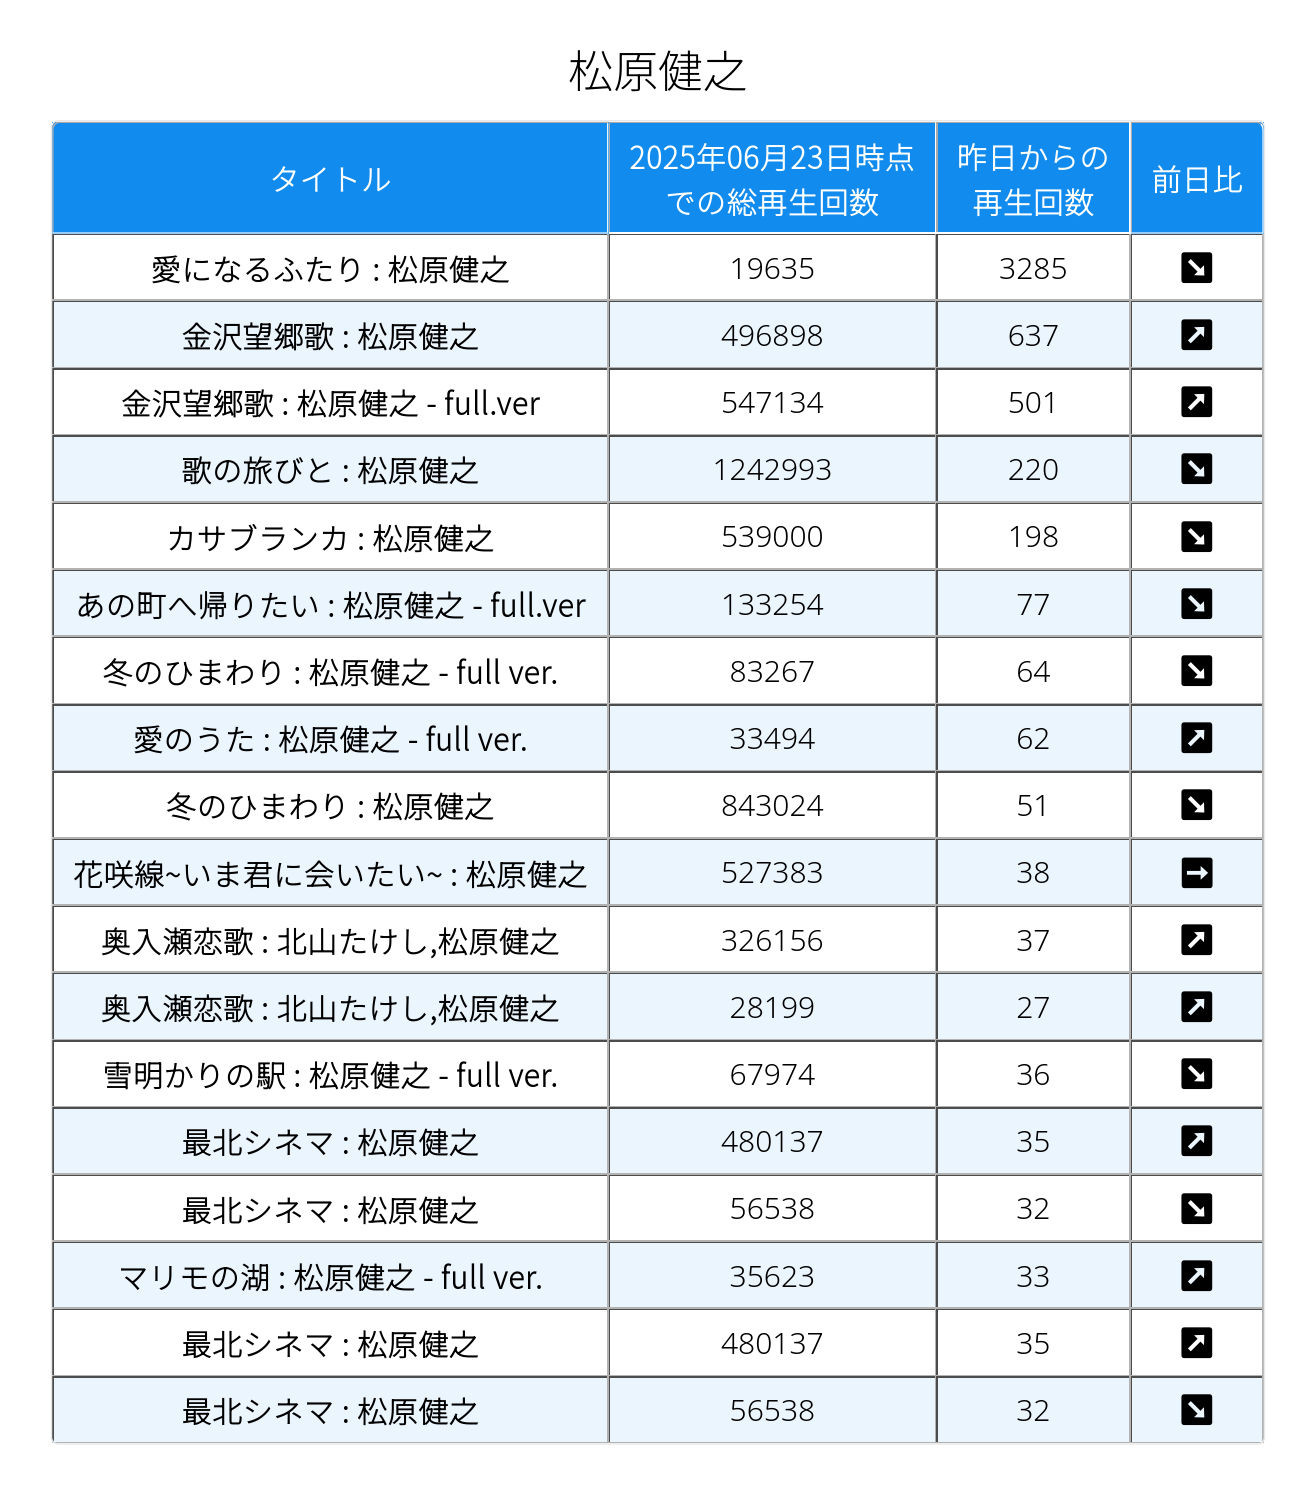 松原健之
タイトル
2025年06月23日時点
での総再生回数
昨日からの
再生回数
前日比
愛になるふたり : 松原健之 19635 3285 ↘
金沢望郷歌 : 松原健之 496898 637 ↗
金沢望郷歌 : 松原健之 - full.ver 547134 501 ↗
歌の旅びと : 松原健之 1242993 220 ↘
カサブランカ : 松原健之 539000 198 ↘
あの町へ帰りたい : 松原健之 - full.ver 133254 77 ↘
冬のひまわり : 松原健之 - full ver. 83267 64 ↘
愛のうた : 松原健之 - full ver. 33494 62 ↗
冬のひまわり : 松原健之 843024 51 ↘
花咲線~いま君に会いたい~ : 松原健之 527383 38 →
奥入瀬恋歌 : 北山たけし,松原健之 326156 37 ↗
奥入瀬恋歌 : 北山たけし,松原健之 28199 27 ↗
雪明かりの駅 : 松原健之 - full ver. 67974 36 ↘
最北シネマ : 松原健之 480137 35 ↗
最北シネマ : 松原健之 56538 32 ↘
マリモの湖 : 松原健之 - full ver. 35623 33 ↗
最北シネマ : 松原健之 480137 35 ↗
最北シネマ : 松原健之 56538 32 ↘